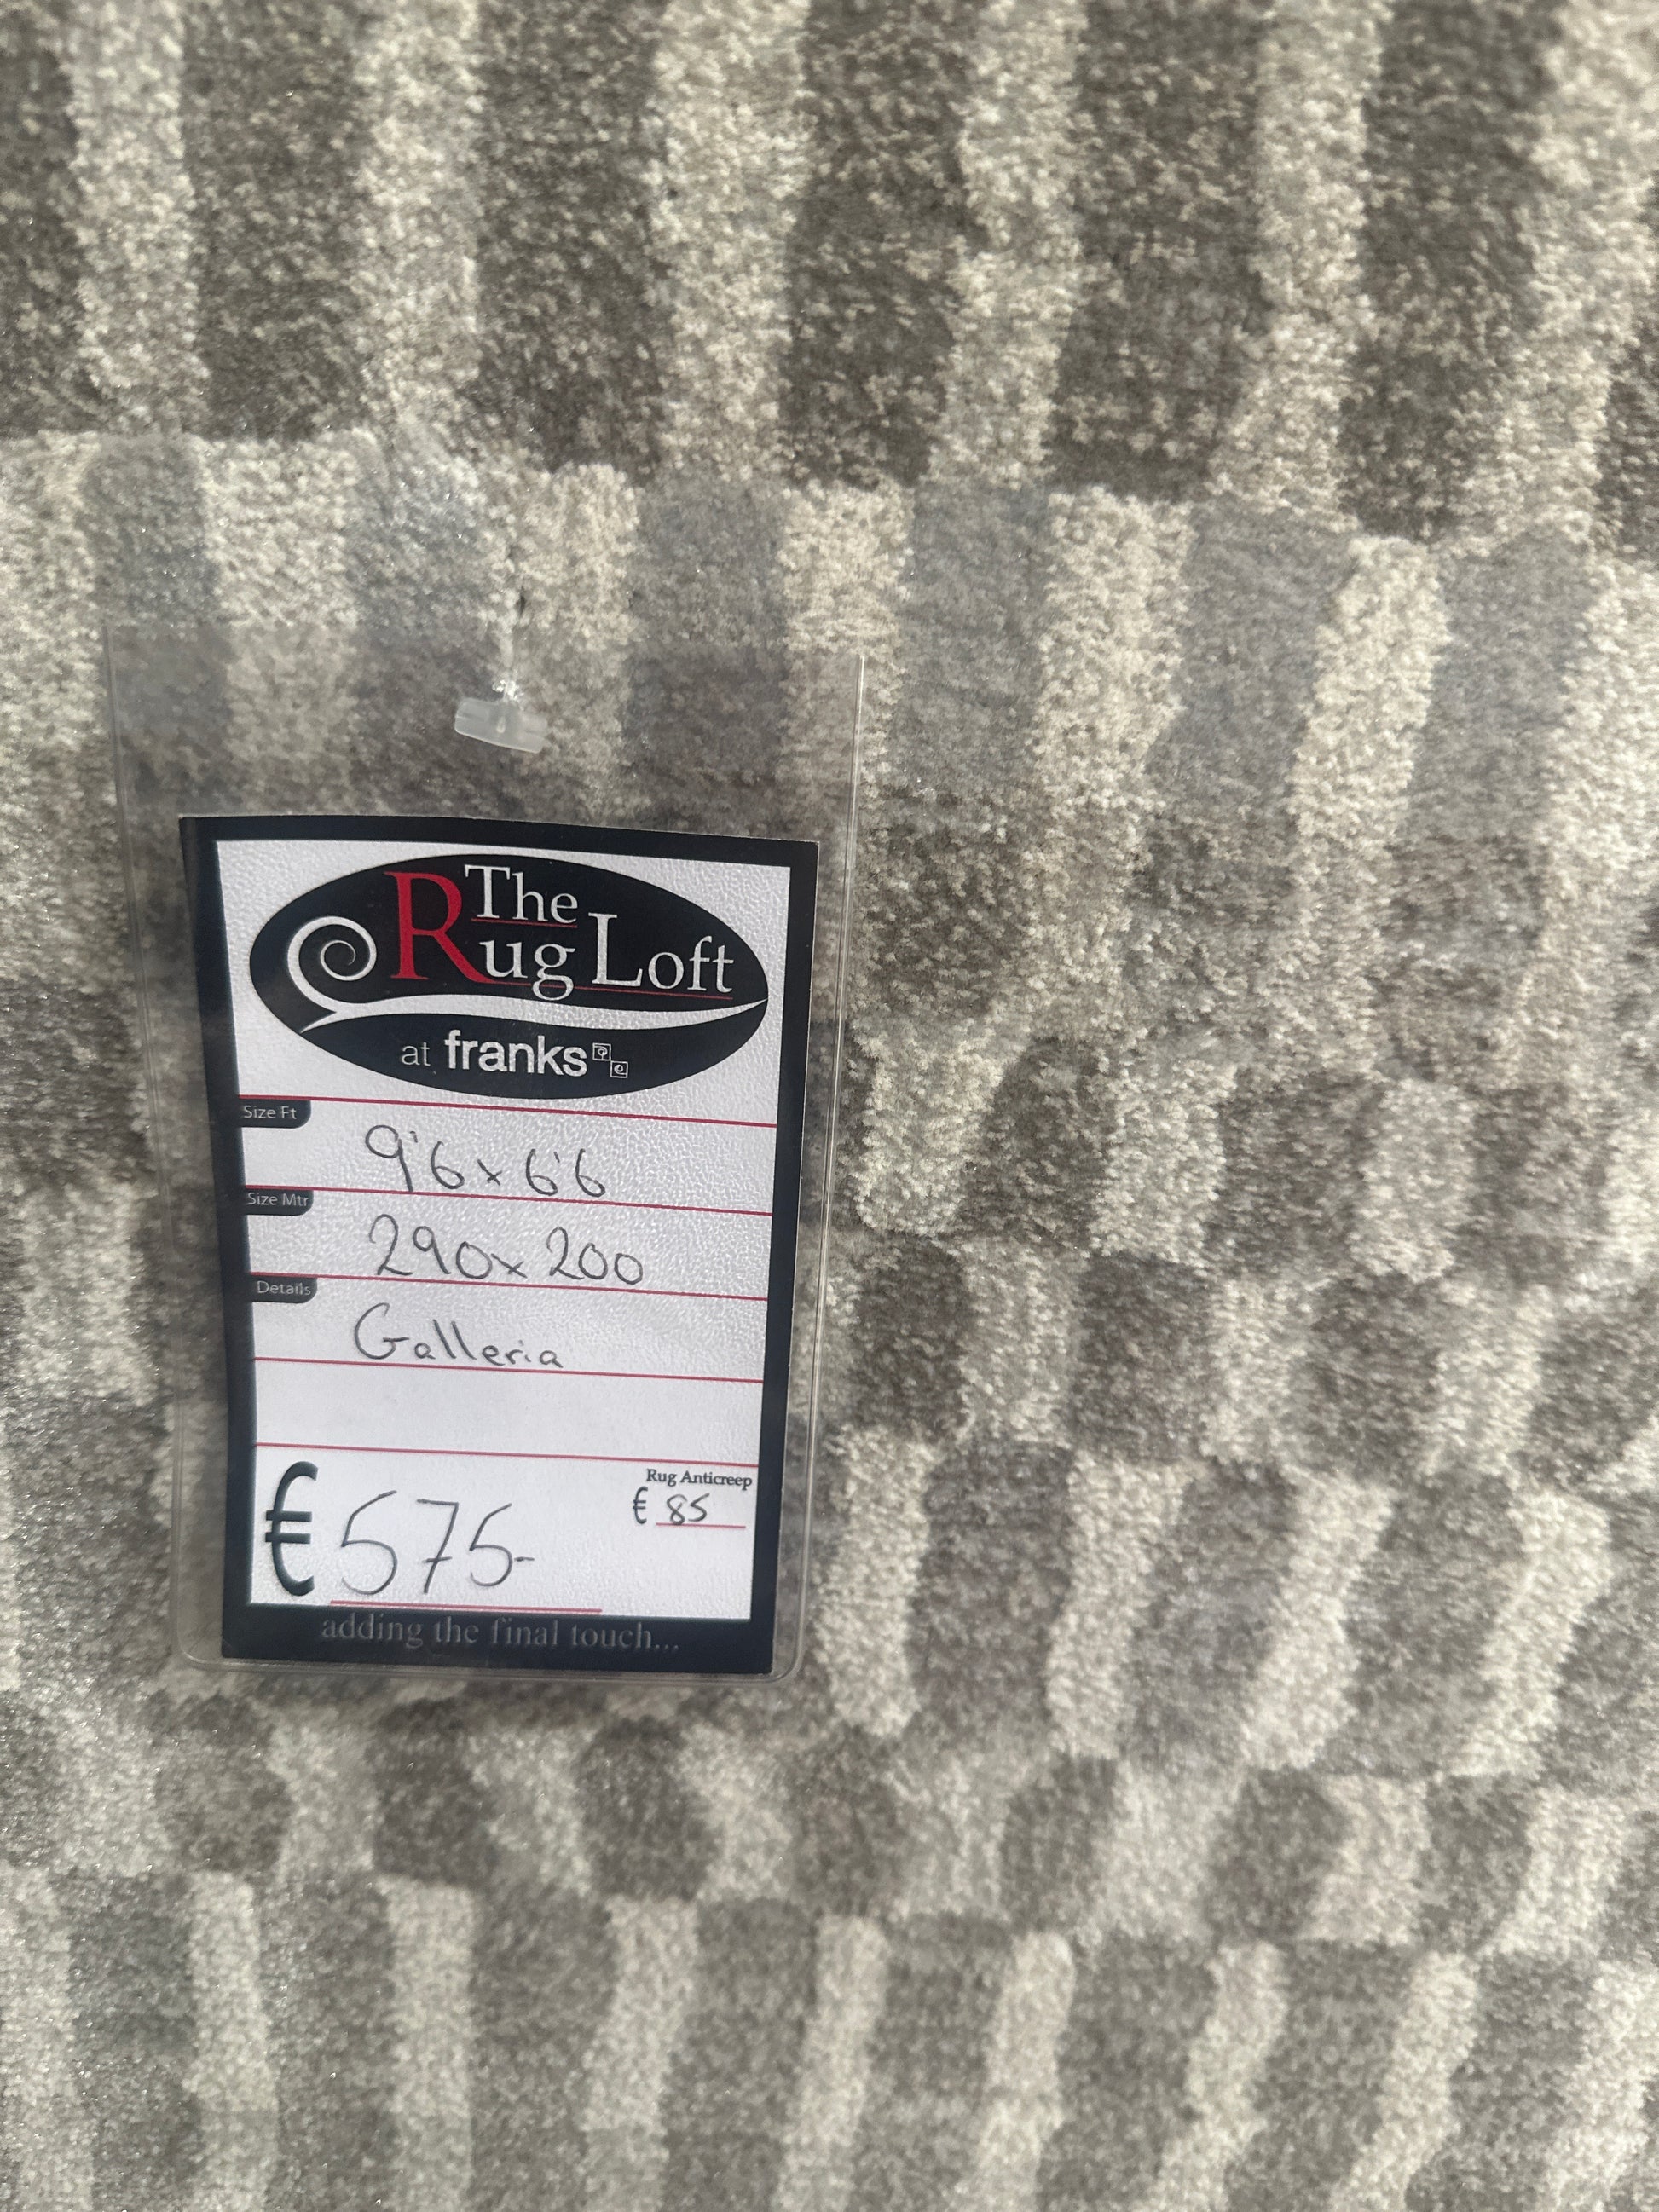 The
Rug Loft
at franks
Size Ft
9'6 x 6'6
Size Mtr
290 x 200
Details
Galleria
Rug Anticreep
€ 85
€ 575-
adding the final touch...